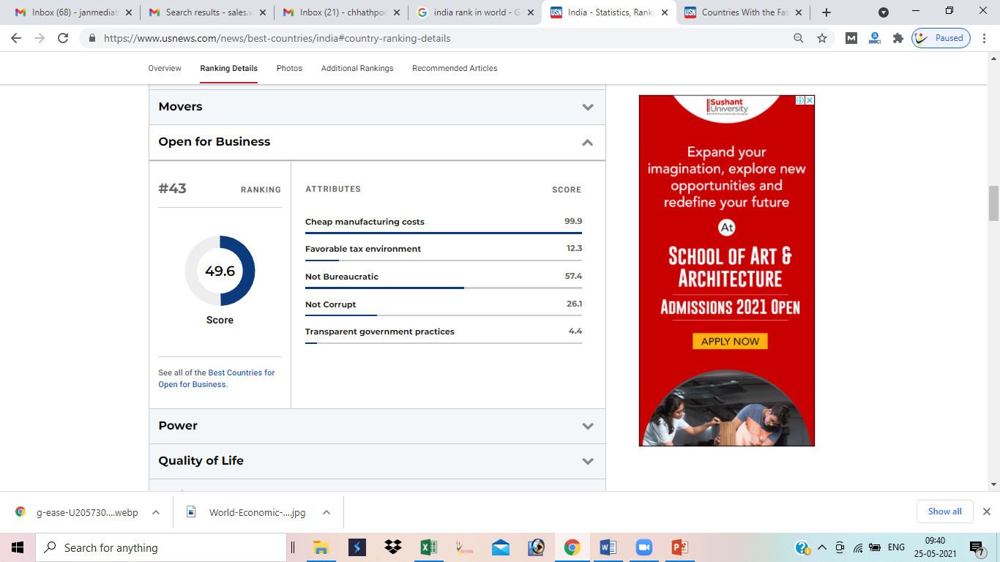 Inbox (68) - janmediat
Search results - sales.v
Inbox (21) - chhathpoo
india rank in world - G
India - Statistics, Ranki
Countries With the Fas
https://www.usnews.com/news/best-countries/india#country-ranking-details
Paused
Overview
Ranking Details
Photos
Additional Rankings
Recommended Articles
Movers
Open for Business
#43
RANKING
49.6
Score
See all of the Best Countries for
Open for Business.
ATTRIBUTES
SCORE
Cheap manufacturing costs
99.9
Favorable tax environment
12.3
Not Bureaucratic
57.4
Not Corrupt
26.1
Transparent government practices
4.4
Power
Quality of Life
Sushant
University
Expand your
imagination, explore new
opportunities and
redefine your future
At
SCHOOL OF ART &
ARCHITECTURE
ADMISSIONS 2021 OPEN
APPLY NOW
g-ease-U205730....webp
World-Economic-....jpg
Show all
Search for anything
ENG
09:40
25-05-2021
7